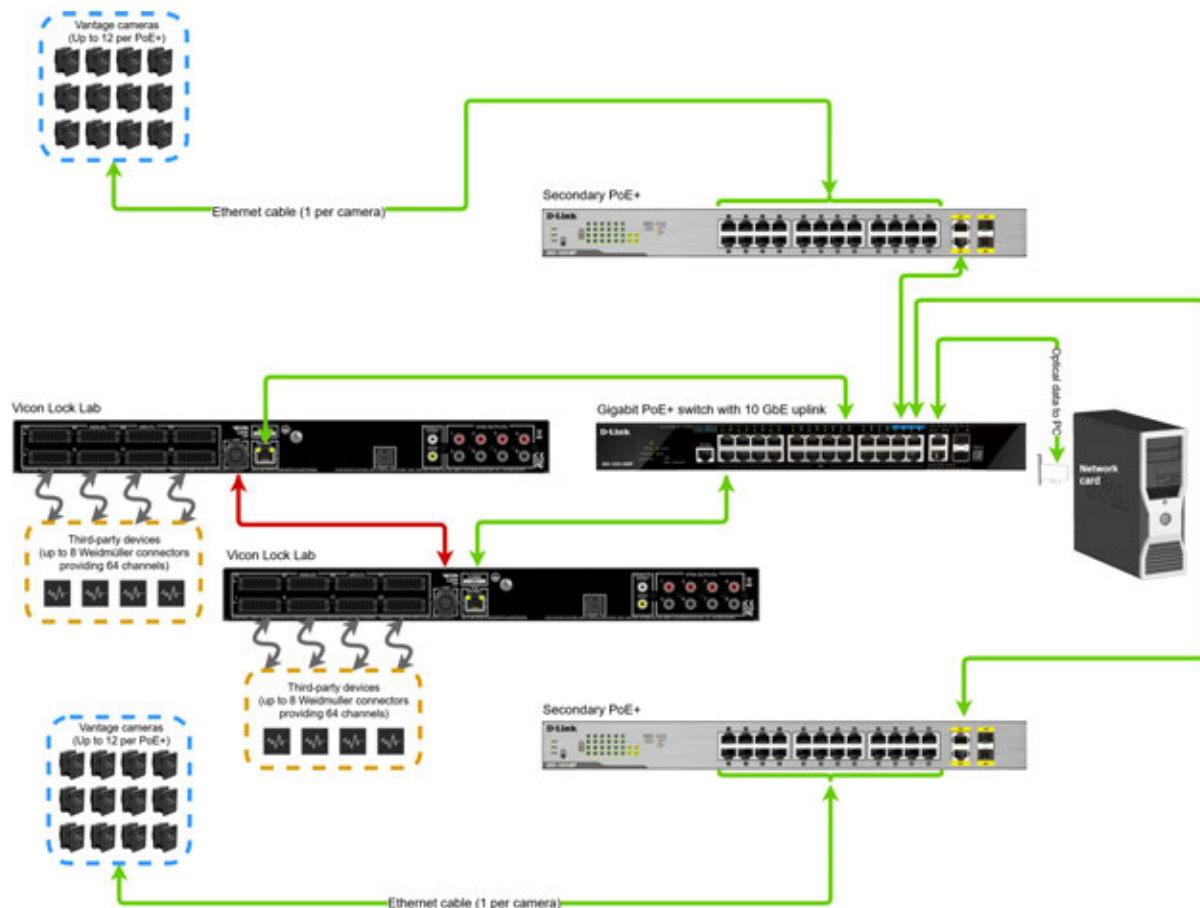 Vantage cameras
(Up to 12 per PoE+)
Ethernet cable (1 per camera)
Secondary PoE+
D-Link
Optical data to PC
Vicon Lock Lab
Gigabit PoE+ switch with 10 GbE uplink
D-Link
Network
card
Third-party devices
(up to 8 Weidmüller connectors
providing 64 channels)
Vicon Lock Lab
Third-party devices
(up to 8 Weidmuller connectors
providing 64 channels)
Secondary PoE+
D-Link
Vantage cameras
(Up to 12 per PoE+)
Ethernet cable (1 per camera)